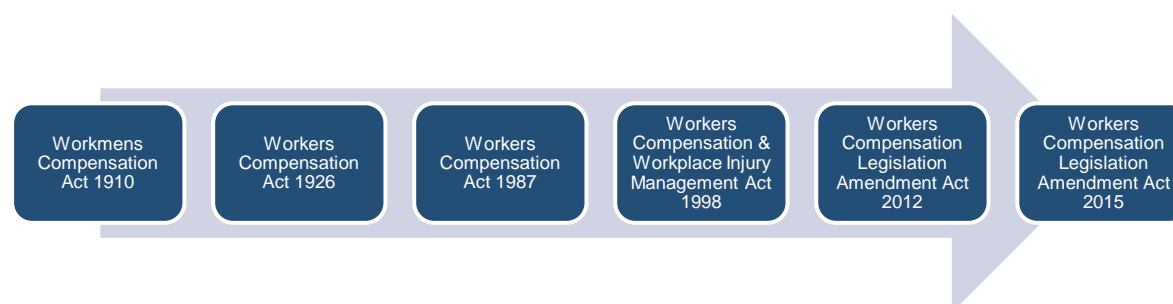 Workmens
Compensation
Act 1910
Workers
Compensation
Act 1926
Workers
Compensation
Act 1987
Workers
Compensation &
Workplace Injury
Management Act
1998
Workers
Compensation
Legislation
Amendment Act
2012
Workers
Compensation
Legislation
Amendment Act
2015